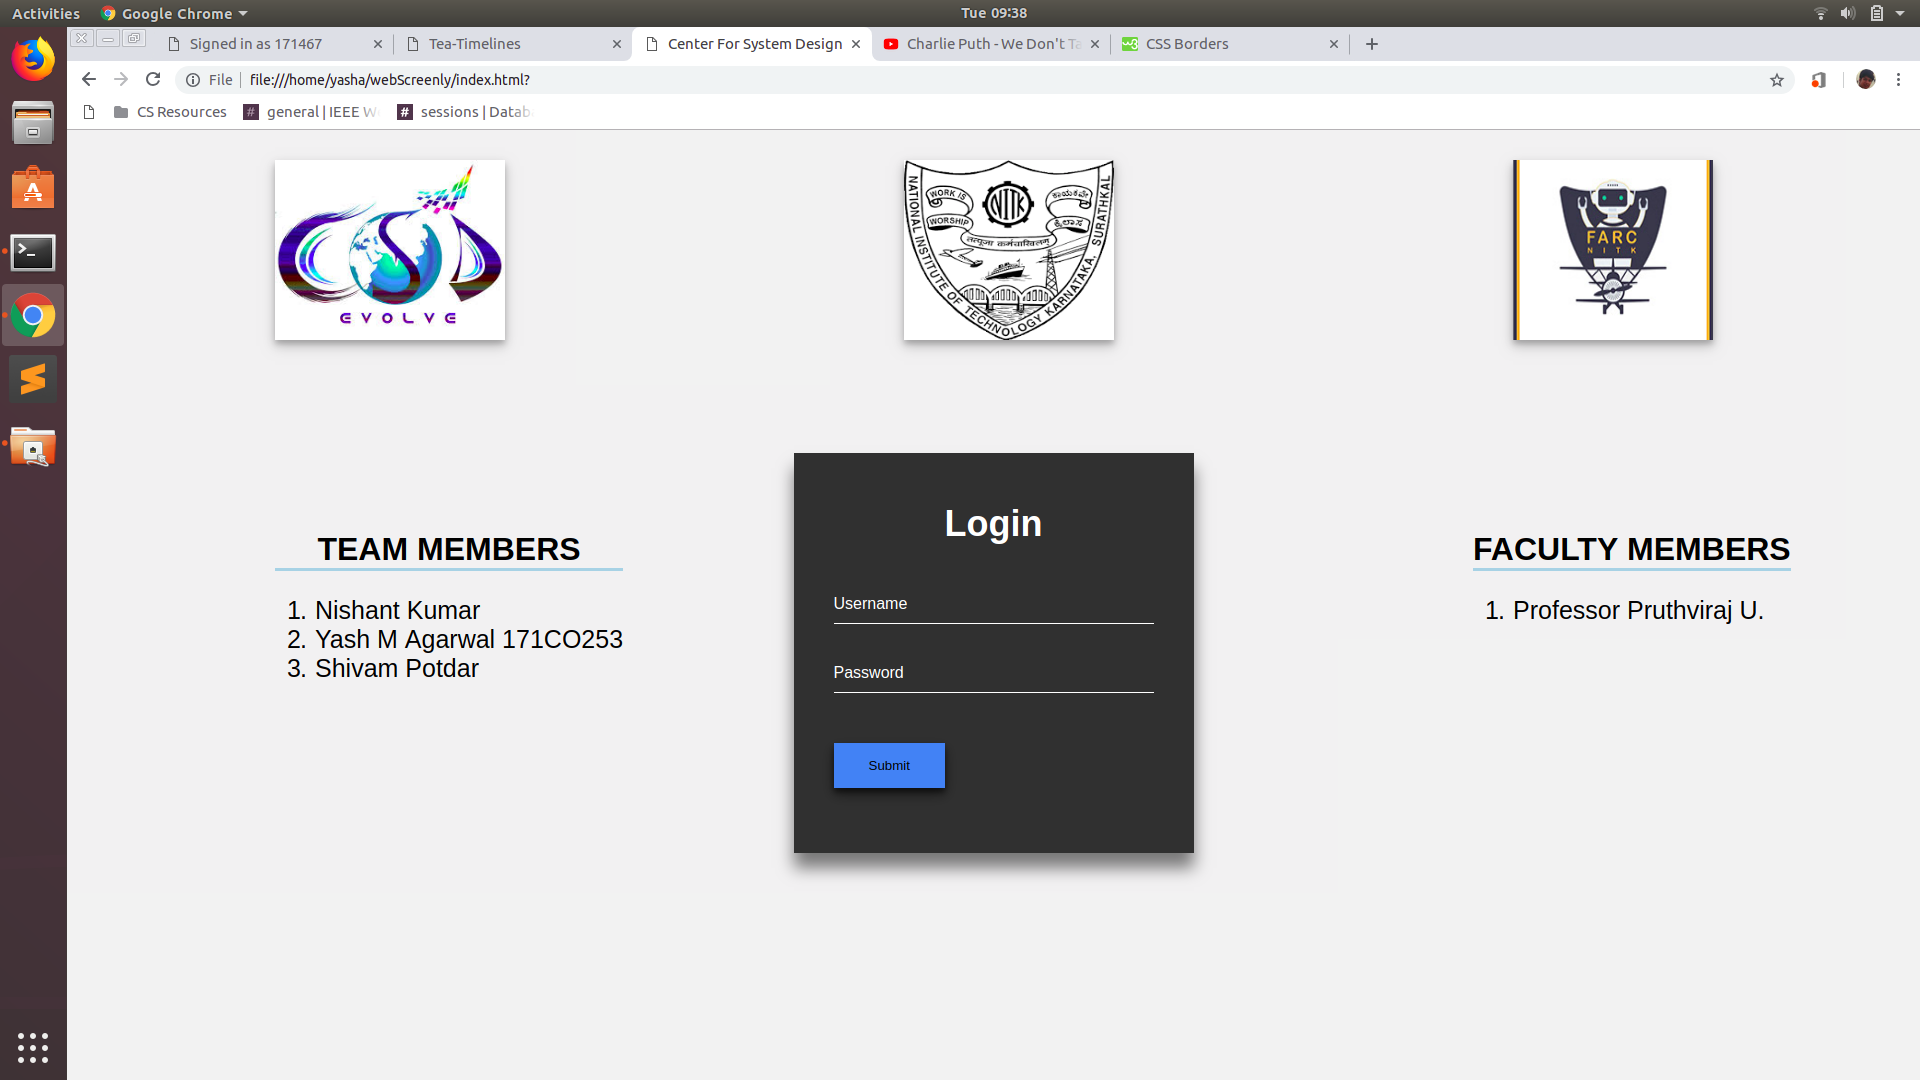 Activities
Google Chrome
Tue 09:38
Signed in as 171467
Tea-Timelines
Center For System Design
Charlie Puth - We Don't Ta
CSS Borders
File
file:///home/yasha/webScreenly/index.html?
CS Resources
general | IEEE W
sessions | Datab
EVOLVE
WORK IS
WORSHIP
NITK
ಕಾಯಕವೇ
ಕೈಲಾಸ
NATIONAL INSTITUTE OF TECHNOLOGY KARNATAKA, SURATHKAL
FARC
NITK
Login
Username
Password
Submit
TEAM MEMBERS
1. Nishant Kumar
2. Yash M Agarwal 171CO253
3. Shivam Potdar
FACULTY MEMBERS
1. Professor Pruthviraj U.